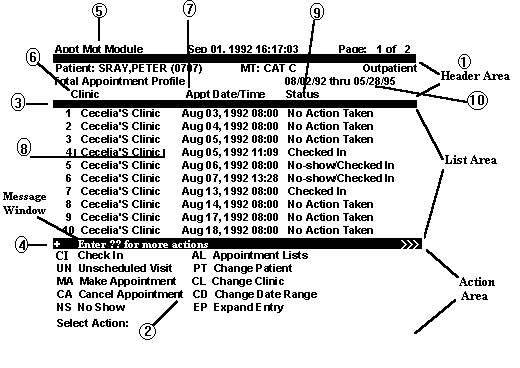 ⑤ ⑦ ⑨
Appt Mgt Module Sep 01, 1992 16:17:03 Page: 1 of 2
⑥ Patient: SRAY,PETER (0707) MT: CAT C Outpatient ①
Header Area
Total Appointment Profile 08/02/92 thru 05/28/95
Clinic Appt Date/Time Status ⑩
③
1 Cecelia'S Clinic Aug 03, 1992 08:00 No Action Taken
2 Cecelia'S Clinic Aug 04, 1992 08:00 No Action Taken
3 Cecelia'S Clinic Aug 05, 1992 08:00 No Action Taken
⑧ 4 Cecelia'S Clinic Aug 05, 1992 11:09 Checked In
5 Cecelia'S Clinic Aug 06, 1992 08:00 No-show/Checked In List Area
6 Cecelia'S Clinic Aug 07, 1992 13:28 No-show/Checked In
7 Cecelia'S Clinic Aug 13, 1992 08:00 Checked In
Message Window
8 Cecelia'S Clinic Aug 14, 1992 08:00 No Action Taken
9 Cecelia'S Clinic Aug 17, 1992 08:00 No Action Taken
10 Cecelia'S Clinic Aug 18, 1992 08:00 No Action Taken
④ + Enter ?? for more actions >>>
CI Check In AL Appointment Lists
UN Unscheduled Visit PT Change Patient
MA Make Appointment CL Change Clinic Action Area
CA Cancel Appointment CD Change Date Range
NS No Show EP Expand Entry
Select Action: ②